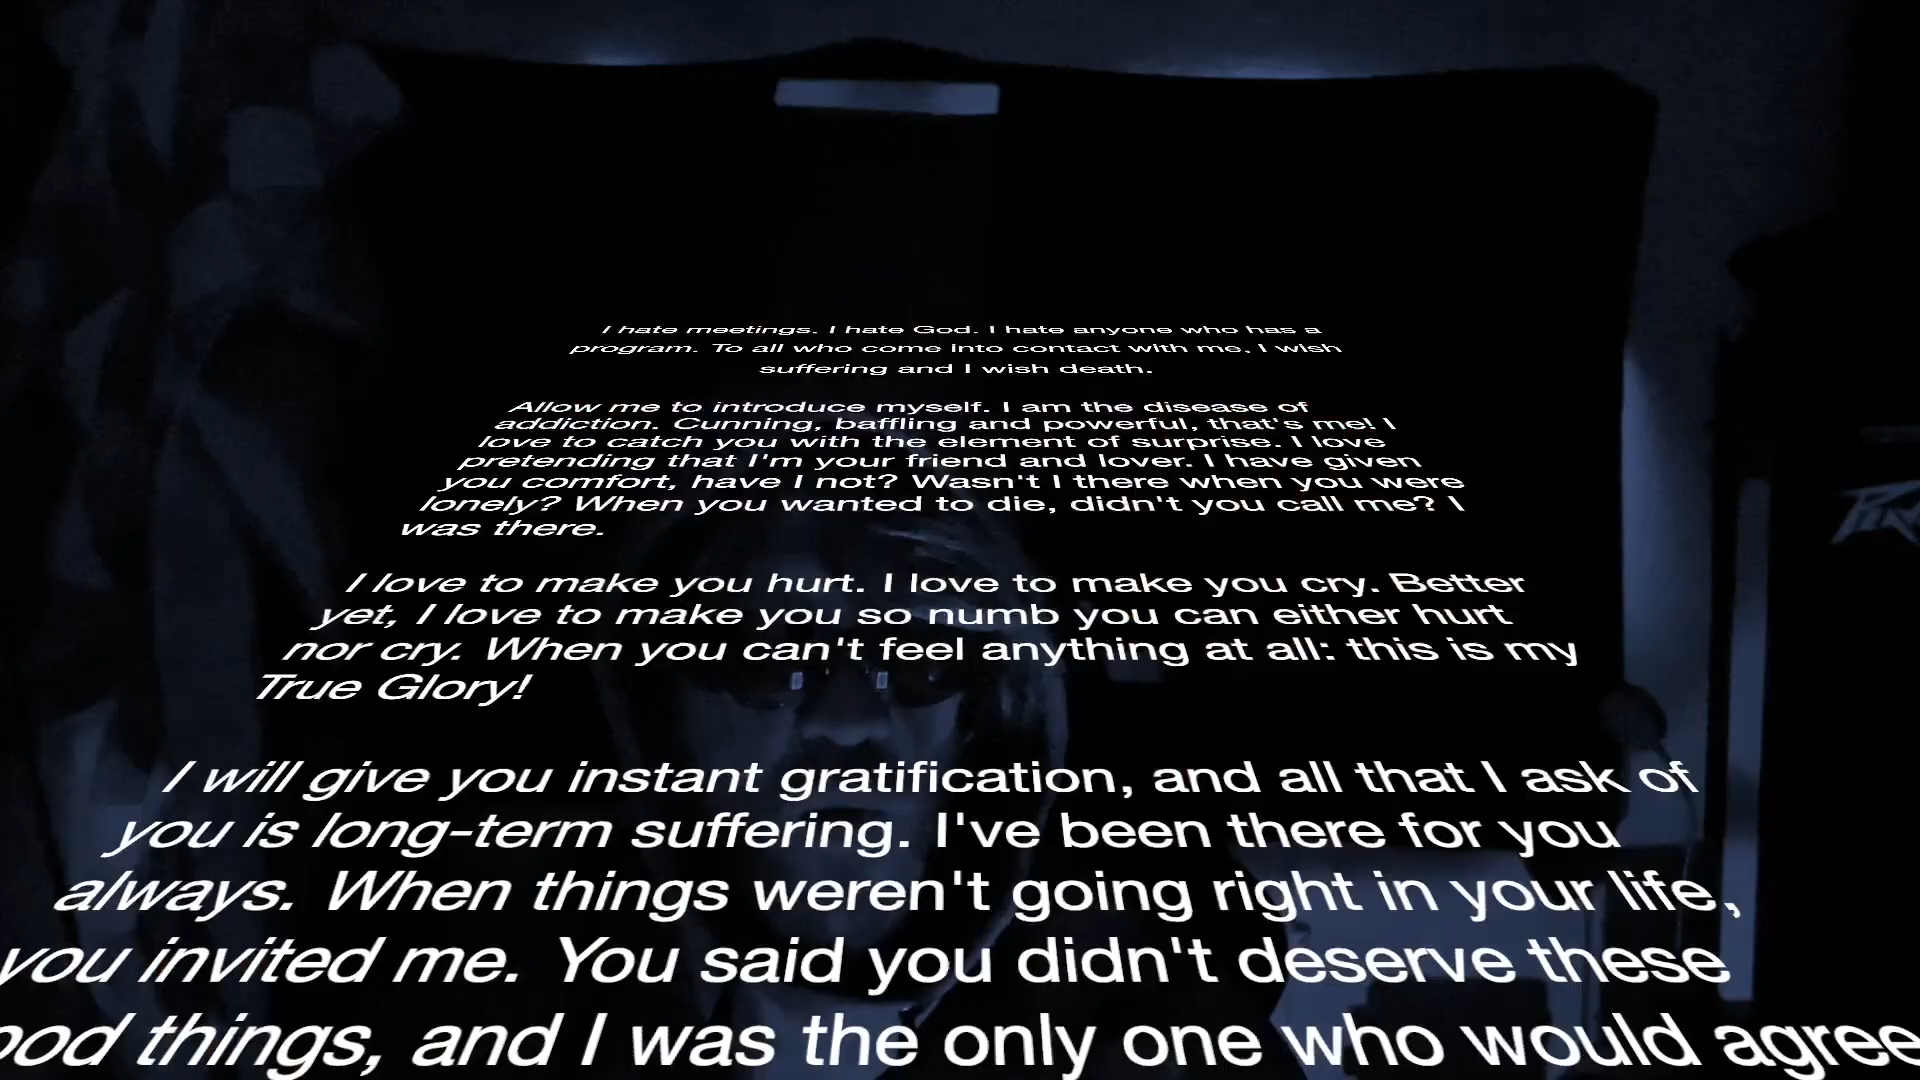 I hate meetings. I hate God. I hate anyone who has a
program. To all who come into contact with me, I wish
suffering and I wish death.
Allow me to introduce myself. I am the disease of
addiction. Cunning, baffling and powerful, that's me! I
love to catch you with the element of surprise. I love
pretending that I'm your friend and lover. I have given
you comfort, have I not? Wasn't I there when you were
lonely? When you wanted to die, didn't you call me? I
was there.
I love to make you hurt. I love to make you cry. Better
yet, I love to make you so numb you can either hurt
nor cry. When you can't feel anything at all: this is my
True Glory!
I will give you instant gratification, and all that I ask of
you is long-term suffering. I've been there for you
always. When things weren't going right in your life,
you invited me. You said you didn't deserve these
things, and I was the only one who would agree